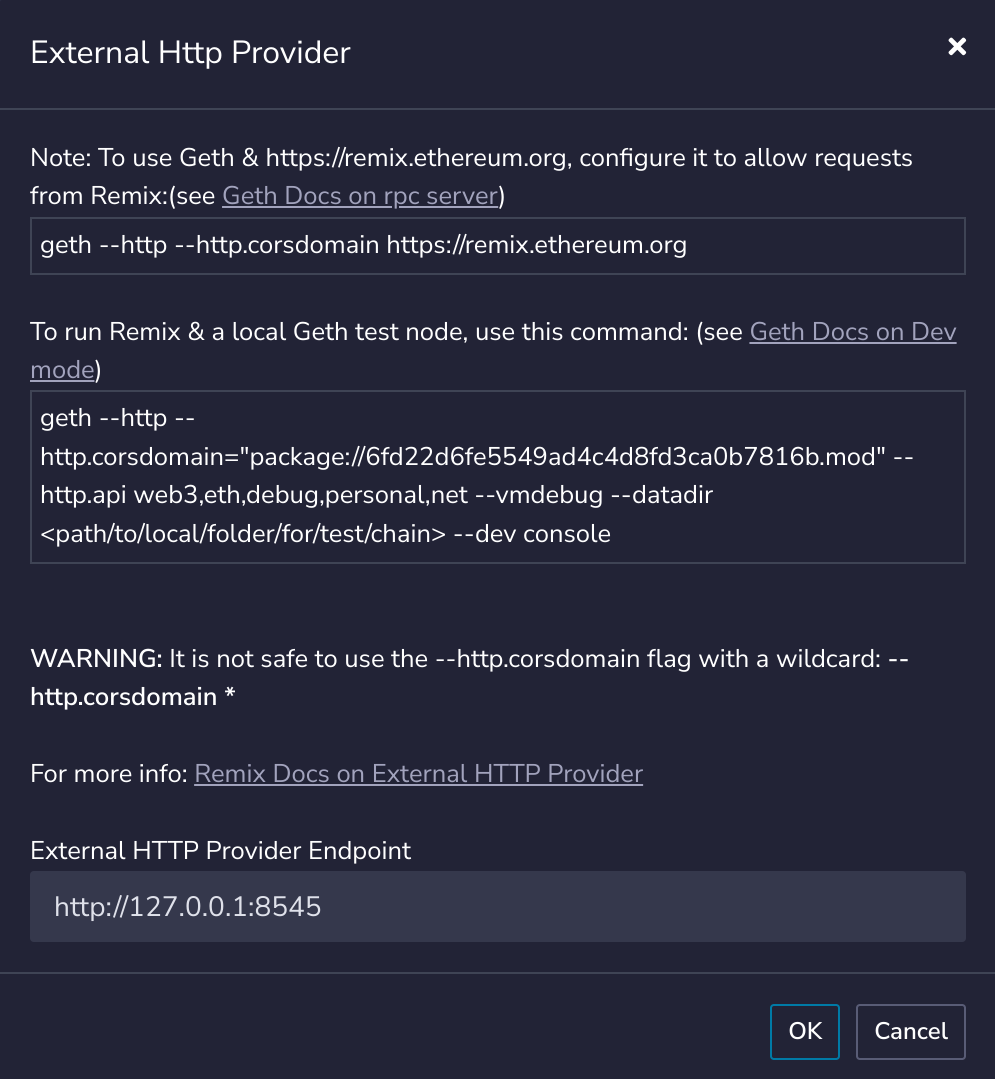 External Http Provider
Note: To use Geth & https://remix.ethereum.org, configure it to allow requests
from Remix:(see Geth Docs on rpc server)
geth --http --http.corsdomain https://remix.ethereum.org
To run Remix & a local Geth test node, use this command: (see Geth Docs on Dev
mode)
geth --http --
http.corsdomain="package://6fd22d6fe5549ad4c4d8fd3ca0b7816b.mod" --
http.api web3,eth,debug,personal,net --vmdebug --datadir
<path/to/local/folder/for/test/chain> --dev console
WARNING: It is not safe to use the --http.corsdomain flag with a wildcard: --
http.corsdomain *
For more info: Remix Docs on External HTTP Provider
External HTTP Provider Endpoint
http://127.0.0.1:8545
OK Cancel